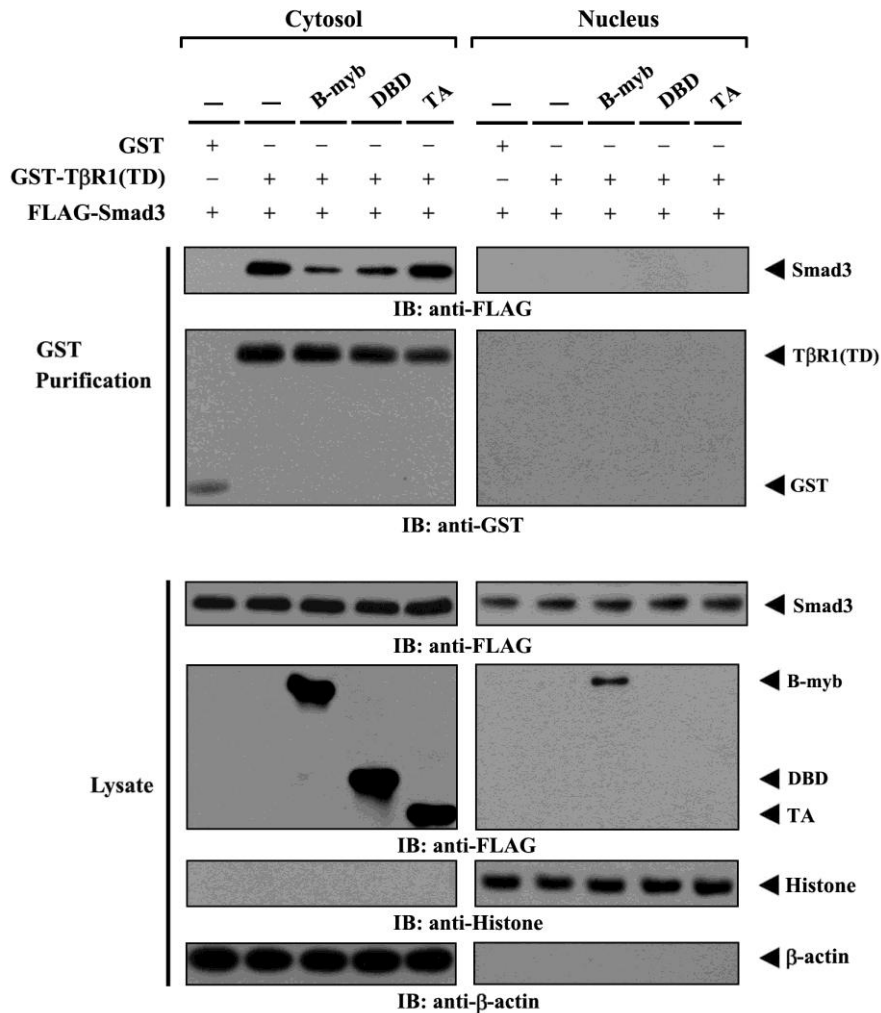 Cytosol Nucleus
— — B-myb DBD TA — — B-myb DBD TA
GST + − − − − + − − − −
GST-TβR1(TD) − + + + + − + + + +
FLAG-Smad3 + + + + + + + + + +
Smad3
IB: anti-FLAG
GST
Purification
TβR1(TD)
GST
IB: anti-GST
Smad3
IB: anti-FLAG
B-myb
Lysate
DBD
TA
IB: anti-FLAG
Histone
IB: anti-Histone
β-actin
IB: anti-β-actin